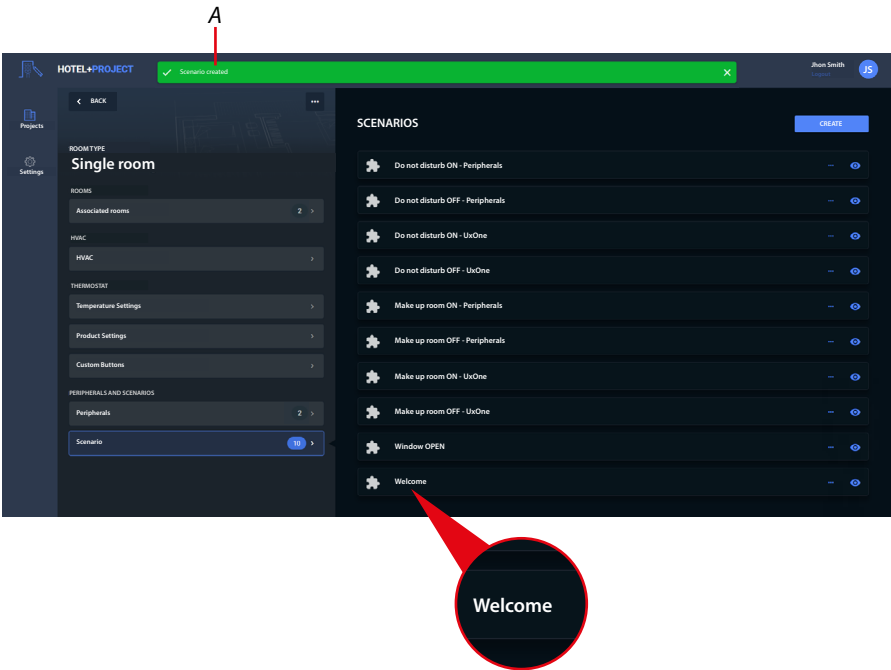 A
HOTEL+PROJECT
Scenario created
Jhon Smith
Logout
JS
Projects
Settings
BACK
ROOM TYPE
Single room
ROOMS
Associated rooms 2
HVAC
HVAC
THERMOSTAT
Temperature Settings
Product Settings
Custom Buttons
PERIPHERALS AND SCENARIOS
Peripherals 2
Scenario 10
SCENARIOS
CREATE
Do not disturb ON - Peripherals
Do not disturb OFF - Peripherals
Do not disturb ON - UxOne
Do not disturb OFF - UxOne
Make up room ON - Peripherals
Make up room OFF - Peripherals
Make up room ON - UxOne
Make up room OFF - UxOne
Window OPEN
Welcome
Welcome